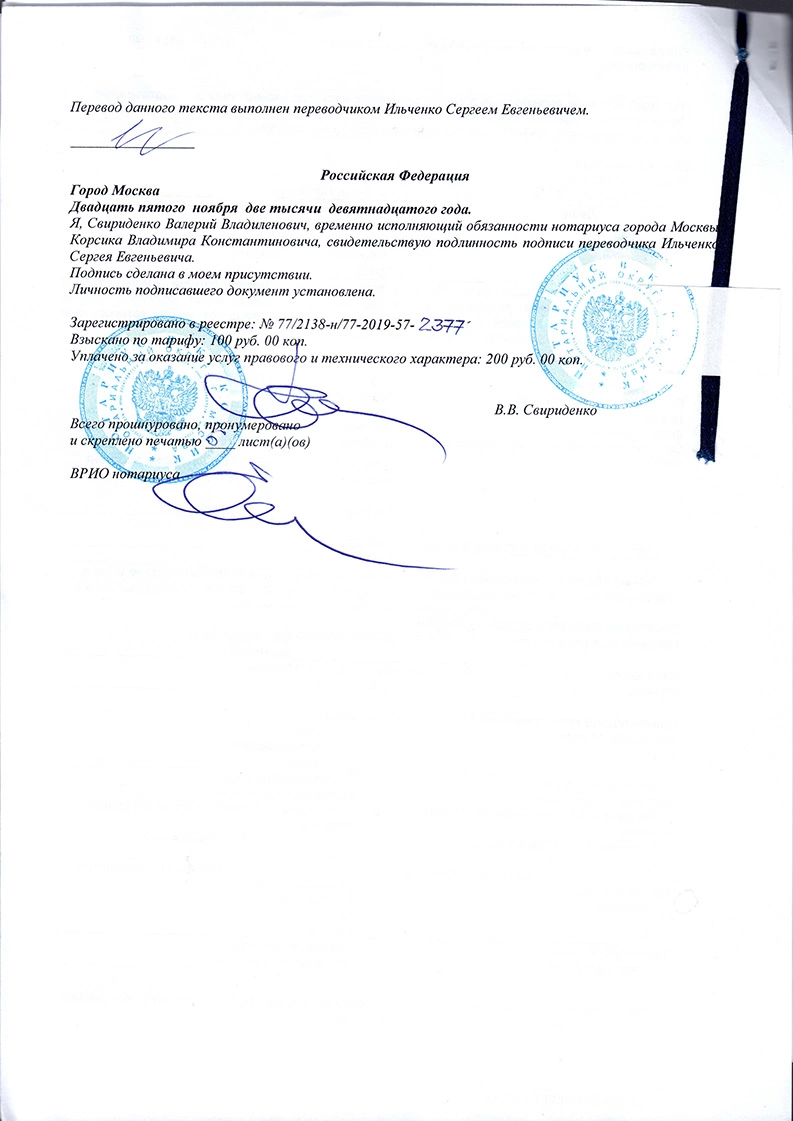 Перевод данного текста выполнен переводчиком Ильченко Сергеем Евгеньевичем.
Российская Федерация
Город Москва
Двадцать пятого ноября две тысячи девятнадцатого года.
Я, Свириденко Валерий Владиленович, временно исполняющий обязанности нотариуса города Москвы
Корсика Владимира Константиновича, свидетельствую подлинность подписи переводчика Ильченко
Сергея Евгеньевича.
Подпись сделана в моем присутствии.
Личность подписавшего документ установлена.
Зарегистрировано в реестре: № 77/2138-н/77-2019-57- 2377
Взыскано по тарифу: 100 руб. 00 коп.
Уплачено за оказание услуг правового и технического характера: 200 руб. 00 коп.
В.В. Свириденко
Всего прошнуровано, пронумеровано
и скреплено печатью лист(а)(ов)
ВРИО нотариуса